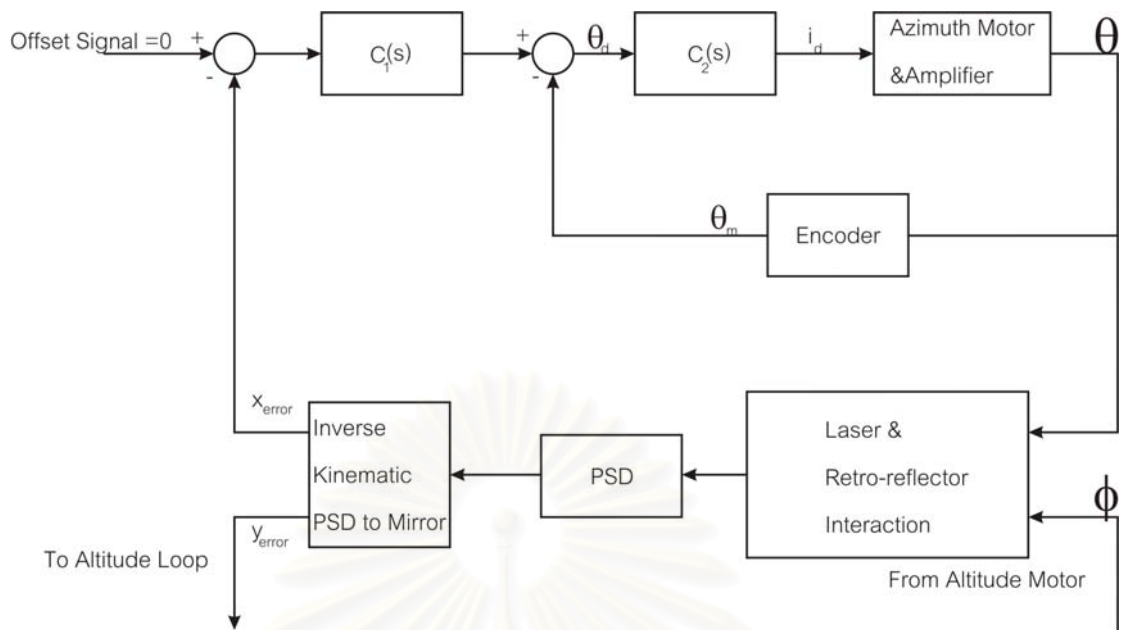 Offset Signal =0
+
-
C₁(s)
+
-
θd
C₂(s)
id
Azimuth Motor
&Amplifier
θ
θm
Encoder
xerror
Inverse
Kinematic
PSD to Mirror
yerror
PSD
Laser &
Retro-reflector
Interaction
ϕ
To Altitude Loop
From Altitude Motor